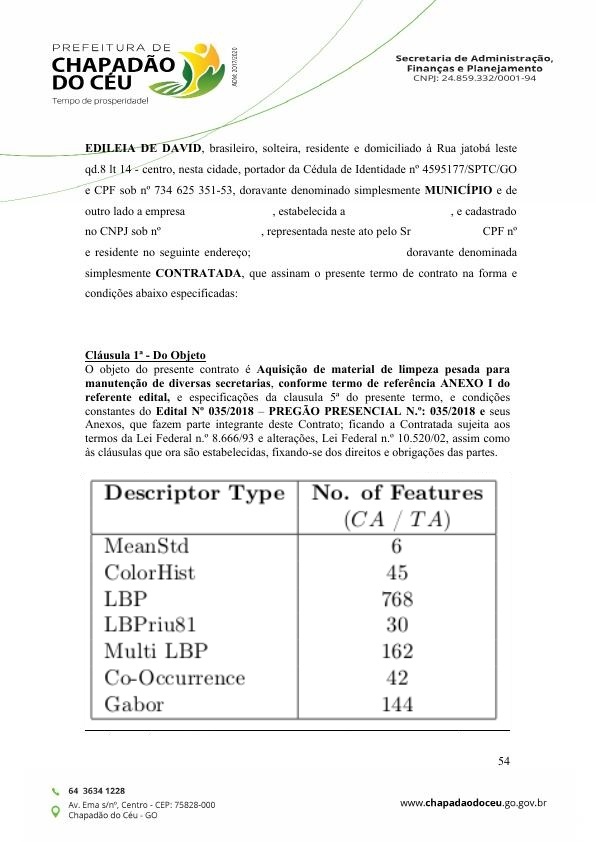 PREFEITURA DE
CHAPADÃO
DO CÉU
Tempo de prosperidade!
ADM: 2017/2020
Secretaria de Administração,
Finanças e Planejamento
CNPJ: 24.859.332/0001-94
EDILEIA DE DAVID, brasileiro, solteira, residente e domiciliado à Rua jatobá leste
qd.8 lt 14 - centro, nesta cidade, portador da Cédula de Identidade nº 4595177/SPTC/GO
e CPF sob nº 734 625 351-53, doravante denominado simplesmente MUNICÍPIO e de
outro lado a empresa , estabelecida a , e cadastrado
no CNPJ sob nº , representada neste ato pelo Sr CPF nº
e residente no seguinte endereço; doravante denominada
simplesmente CONTRATADA, que assinam o presente termo de contrato na forma e
condições abaixo especificadas:
Cláusula 1ª - Do Objeto
O objeto do presente contrato é Aquisição de material de limpeza pesada para
manutenção de diversas secretarias, conforme termo de referência ANEXO I do
referente edital, e especificações da clausula 5ª do presente termo, e condições
constantes do Edital Nº 035/2018 – PREGÃO PRESENCIAL N.º: 035/2018 e seus
Anexos, que fazem parte integrante deste Contrato; ficando a Contratada sujeita aos
termos da Lei Federal n.º 8.666/93 e alterações, Lei Federal n.º 10.520/02, assim como
às cláusulas que ora são estabelecidas, fixando-se dos direitos e obrigações das partes.
Descriptor Type No. of Features
(CA / TA)
MeanStd 6
ColorHist 45
LBP 768
LBPriu81 30
Multi LBP 162
Co-Occurrence 42
Gabor 144
54
64 3634 1228
Av. Ema s/nº, Centro - CEP: 75828-000
Chapadão do Céu - GO
www.chapadaodoceu.go.gov.br